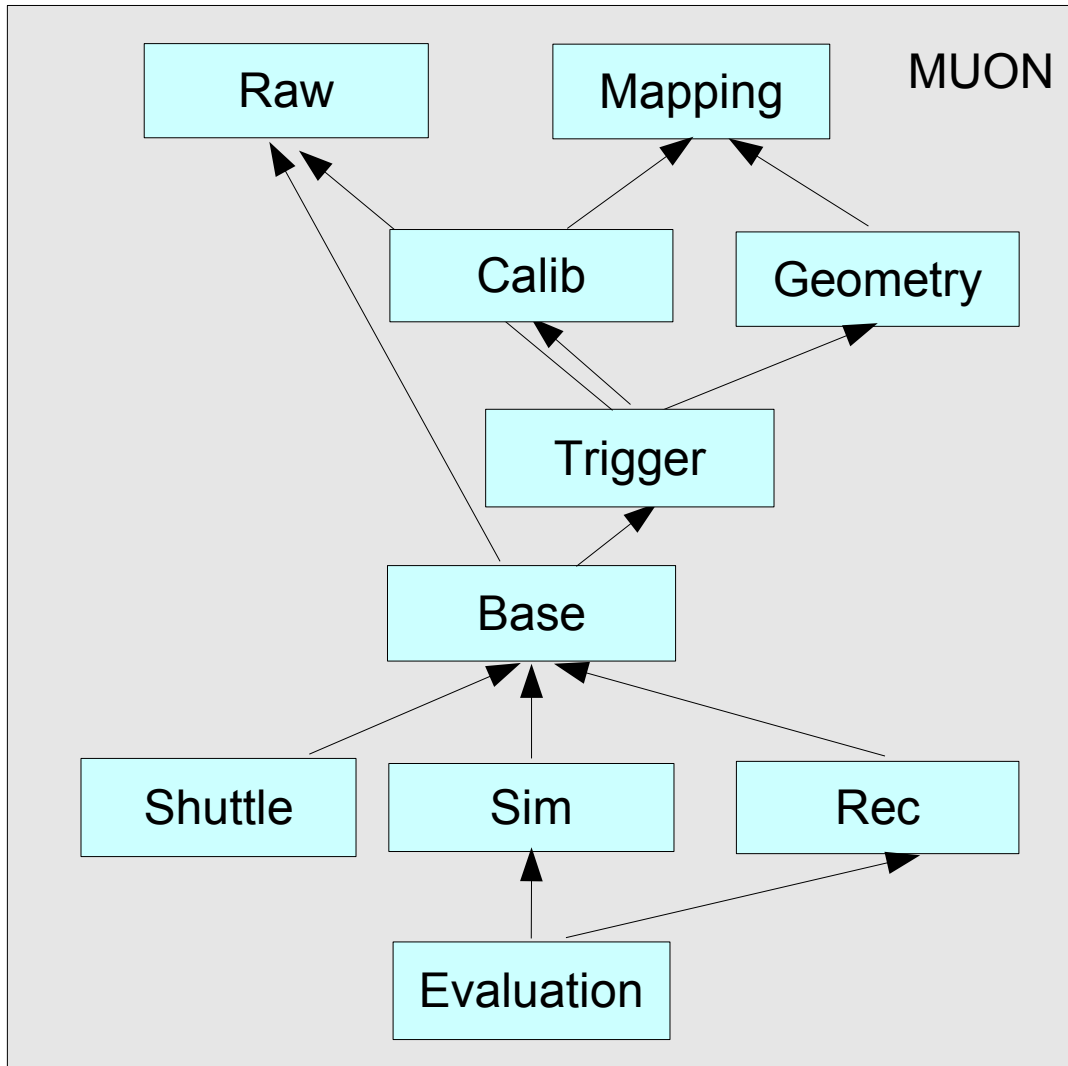 MUON
Raw
Mapping
Calib
Geometry
Trigger
Base
Shuttle
Sim
Rec
Evaluation